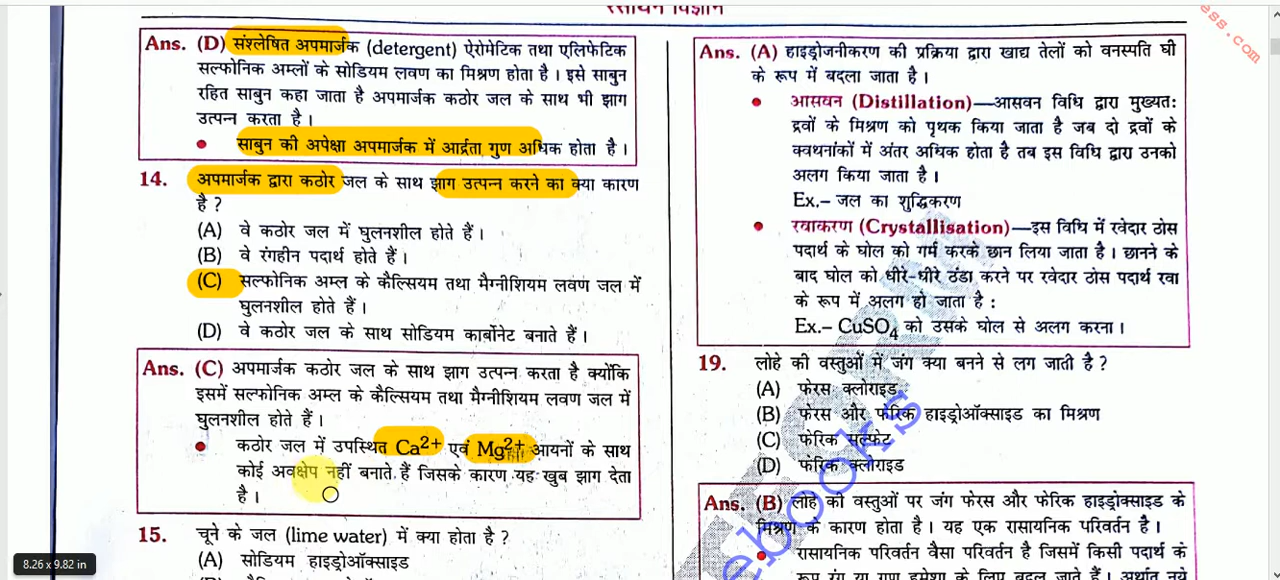 रसायन विज्ञान
ess.com
Ans. (D) संश्लेषित अपमार्जक (detergent) ऐरोमेटिक तथा एलिफेटिक
सल्फोनिक अम्लों के सोडियम लवण का मिश्रण होता है। इसे साबुन
रहित साबुन कहा जाता है अपमार्जक कठोर जल के साथ भी झाग
उत्पन्न करता है।
● साबुन की अपेक्षा अपमार्जक में आर्द्रता गुण अधिक होता है।
14. अपमार्जक द्वारा कठोर जल के साथ झाग उत्पन्न करने का क्या कारण
है ?
(A) वे कठोर जल में घुलनशील होते हैं।
(B) वे रंगहीन पदार्थ होते हैं।
(C) सल्फोनिक अम्ल के कैल्सियम तथा मैग्नीशियम लवण जल में
घुलनशील होते हैं।
(D) वे कठोर जल के साथ सोडियम कार्बोनेट बनाते हैं।
Ans. (C) अपमार्जक कठोर जल के साथ झाग उत्पन्न करता है क्योंकि
इसमें सल्फोनिक अम्ल के कैल्सियम तथा मैग्नीशियम लवण जल में
घुलनशील होते हैं।
● कठोर जल में उपस्थित Ca²⁺ एवं Mg²⁺ आयनों के साथ
कोई अवक्षेप नहीं बनाते हैं जिसके कारण यह खुब झाग देता
है।
15. चूने के जल (lime water) में क्या होता है ?
(A) सोडियम हाइड्रोऑक्साइड
8.26 x 9.82 in
Ans. (A) हाइड्रोजनीकरण की प्रक्रिया द्वारा खाद्य तेलों को वनस्पति घी
के रूप में बदला जाता है।
● आसवन (Distillation)—आसवन विधि द्वारा मुख्यत:
द्रवों के मिश्रण को पृथक किया जाता है जब दो द्रवों के
क्वथनांकों में अंतर अधिक होता है तब इस विधि द्वारा उनको
अलग किया जाता है।
Ex.– जल का शुद्धिकरण
● रवाकरण (Crystallisation)—इस विधि में रवेदार ठोस
पदार्थ के घोल को गर्म करके छान लिया जाता है। छानने के
बाद घोल को धीरे-धीरे ठंडा करने पर रवेदार ठोस पदार्थ रवा
के रूप में अलग हो जाता है :
Ex.– CuSO₄ को उसके घोल से अलग करना।
19. लोहे की वस्तुओं में जंग क्या बनने से लग जाती है ?
(A) फेरस क्लोराइड
(B) फेरस और फेरिक हाइड्रोऑक्साइड का मिश्रण
(C) फेरिक सल्फेट
(D) फेरिक क्लोराइड
Ans. (B) लोहे की वस्तुओं पर जंग फेरस और फेरिक हाइड्रोक्साइड के
मिश्रण के कारण होता है। यह एक रासायनिक परिवर्तन है।
● रासायनिक परिवर्तन वैसा परिवर्तन है जिसमें किसी पदार्थ के
रूप रंग या गुण हमेशा के लिए बदल जाते हैं। अर्थात नये
ebooks